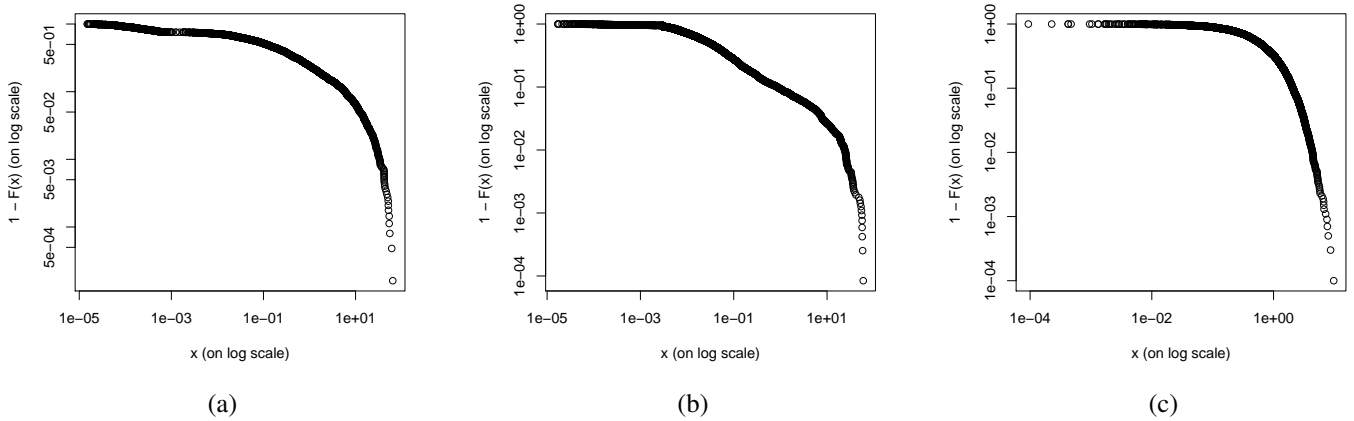 5e−01
5e−02
5e−03
5e−04
1 − F(x) (on log scale)
1e−05 1e−03 1e−01 1e+01
x (on log scale)
(a)
1e+00
1e−01
1e−02
1e−03
1e−04
1 − F(x) (on log scale)
1e−05 1e−03 1e−01 1e+01
x (on log scale)
(b)
1e+00
1e−01
1e−02
1e−03
1e−04
1 − F(x) (on log scale)
1e−04 1e−02 1e+00
x (on log scale)
(c)